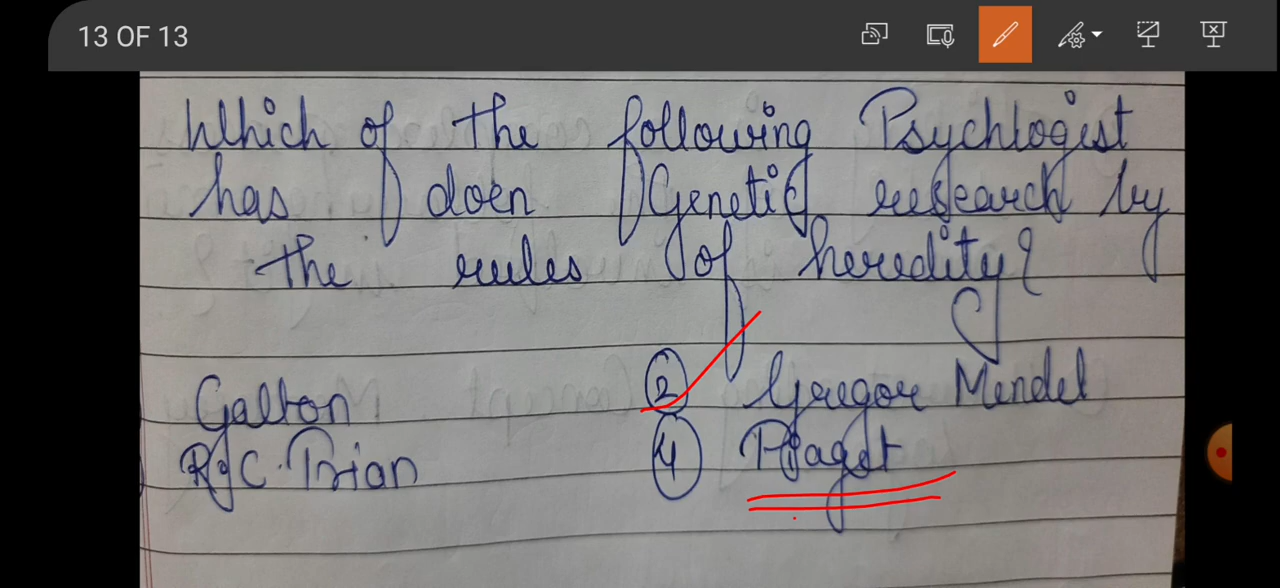 13 OF 13
Which of the following Psychlogist
has doen Genetic research by
the rules of heredity?
Galton
② Gregor Mendel
R.C. Trian
④ Piaget